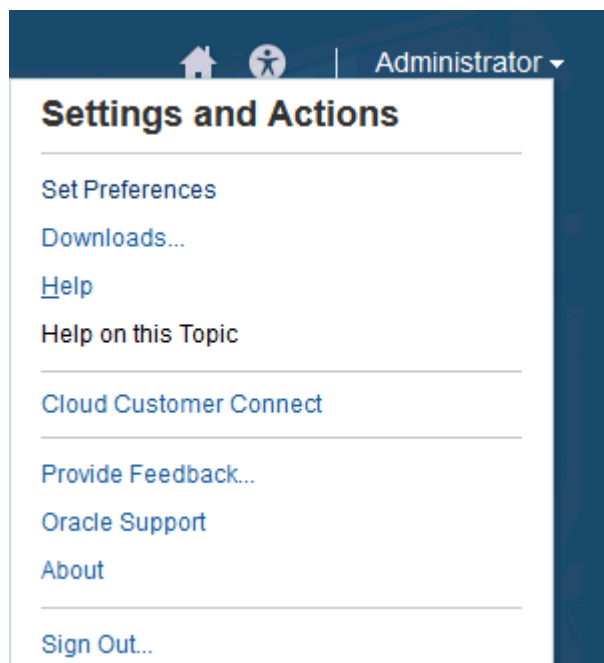 Administrator
Settings and Actions
Set Preferences
Downloads...
Help
Help on this Topic
Cloud Customer Connect
Provide Feedback...
Oracle Support
About
Sign Out...